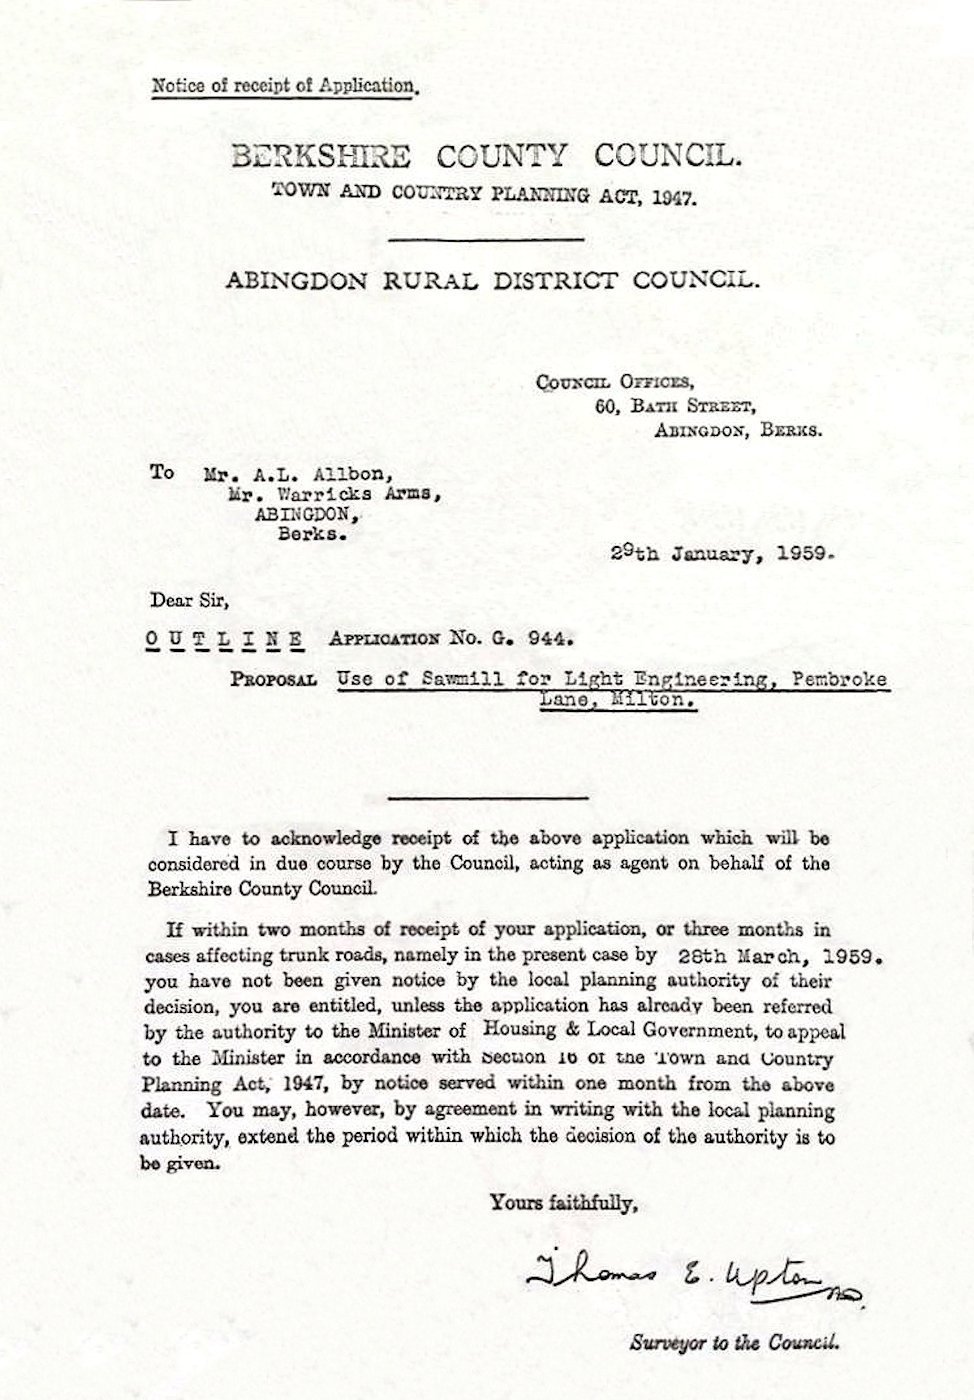 Notice of receipt of Application.
BERKSHIRE COUNTY COUNCIL.
TOWN AND COUNTRY PLANNING ACT, 1947.
ABINGDON RURAL DISTRICT COUNCIL.
COUNCIL OFFICES,
60, BATH STREET,
ABINGDON, BERKS.
To Mr. A.L. Allbon,
Mr. Warricks Arms,
ABINGDON,
Berks.
29th January, 1959.
Dear Sir,
OUTLINE APPLICATION No. G. 944.
PROPOSAL Use of Sawmill for Light Engineering, Pembroke
Lane, Milton.
I have to acknowledge receipt of the above application which will be
considered in due course by the Council, acting as agent on behalf of the
Berkshire County Council.
If within two months of receipt of your application, or three months in
cases affecting trunk roads, namely in the present case by 28th March, 1959.
you have not been given notice by the local planning authority of their
decision, you are entitled, unless the application has already been referred
by the authority to the Minister of Housing & Local Government, to appeal
to the Minister in accordance with Section 16 of the Town and Country
Planning Act, 1947, by notice served within one month from the above
date. You may, however, by agreement in writing with the local planning
authority, extend the period within which the decision of the authority is to
be given.
Yours faithfully,
Thomas E. Upton
Surveyor to the Council.